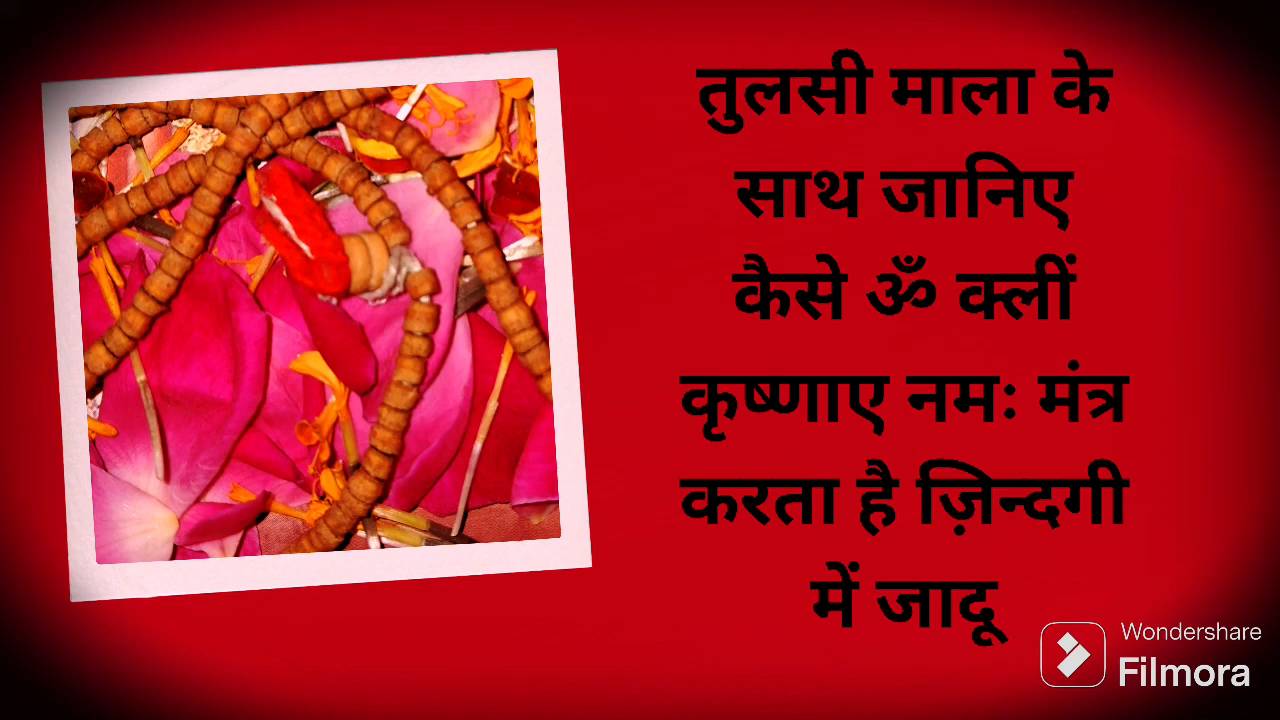 तुलसी माला के
साथ जानिए
कैसे ॐ क्लीं
कृष्णाए नमः मंत्र
करता है ज़िन्दगी
में जादू
Wondershare
Filmora